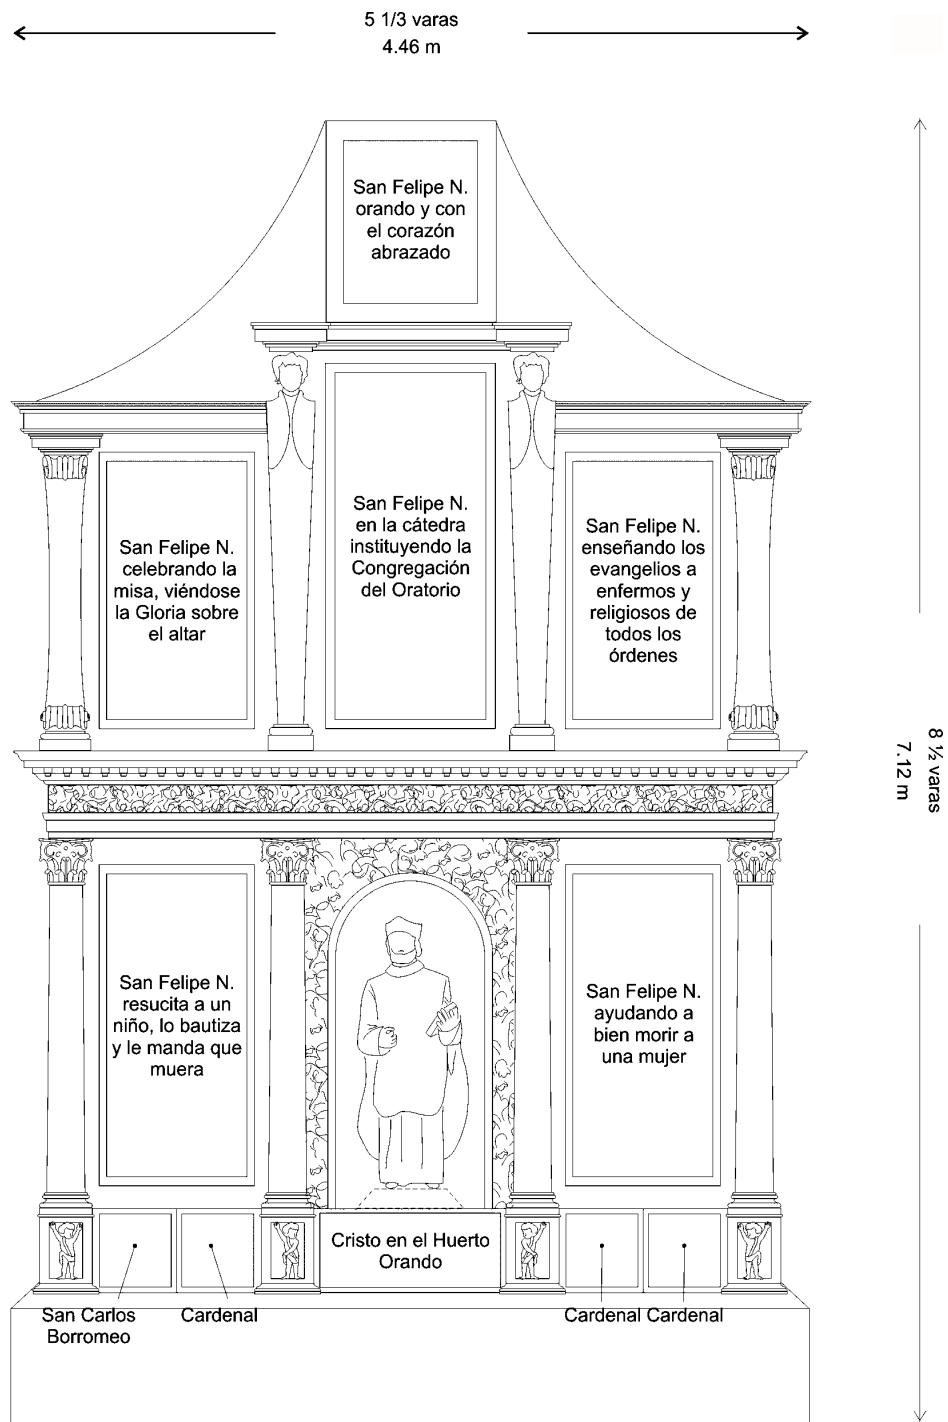 5 1/3 varas
4.46 m
San Felipe N.
orando y con
el corazón
abrazado
San Felipe N.
celebrando la
misa, viéndose
la Gloria sobre
el altar
San Felipe N.
en la cátedra
instituyendo la
Congregación
del Oratorio
San Felipe N.
enseñando los
evangelios a
enfermos y
religiosos de
todos los
órdenes
8 ½ varas
7.12 m
San Felipe N.
resucita a un
niño, lo bautiza
y le manda que
muera
San Felipe N.
ayudando a
bien morir a
una mujer
Cristo en el Huerto
Orando
San Carlos
Borromeo
Cardenal
Cardenal
Cardenal